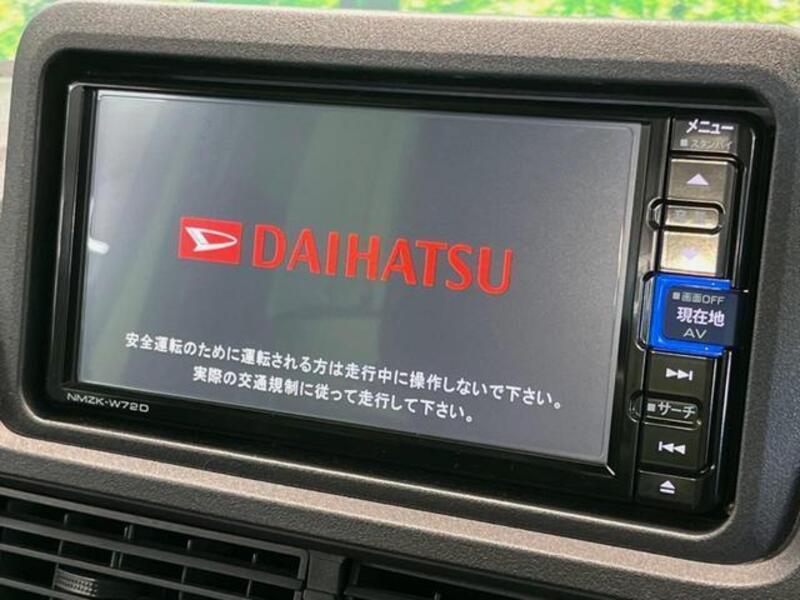 DAIHATSU
安全運転のために運転される方は走行中に操作しないで下さい。
実際の交通規制に従って走行して下さい。
NMZK-W72D
メニュー
スタンバイ
画面OFF
現在地
AV
サーチ